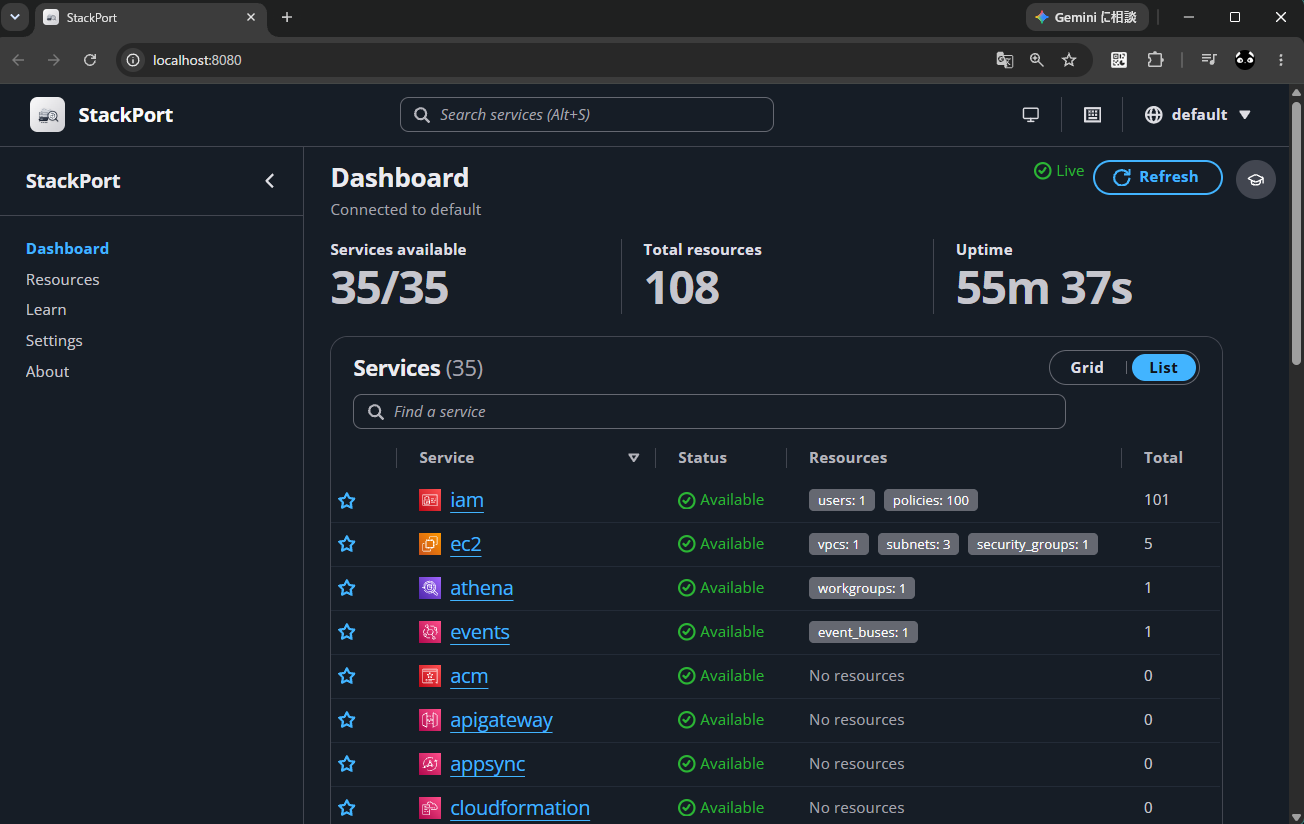 StackPort
Gemini に相談
localhost:8080
StackPort
Search services (Alt+S)
default
StackPort
Dashboard
Resources
Learn
Settings
About
Dashboard
Connected to default
Live
Refresh
Services available
35/35
Total resources
108
Uptime
55m 37s
Services (35)
Grid
List
Find a service
Service Status Resources Total
iam Available users: 1 policies: 100 101
ec2 Available vpcs: 1 subnets: 3 security_groups: 1 5
athena Available workgroups: 1 1
events Available event_buses: 1 1
acm Available No resources 0
apigateway Available No resources 0
appsync Available No resources 0
cloudformation Available No resources 0